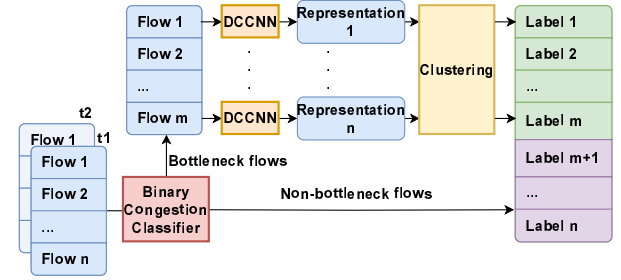 Flow 1
Flow 2
...
Flow m
DCCNN
DCCNN
Representation
1
Representation
n
Clustering
Label 1
Label 2
...
Label m
Label m+1
...
Label n
t2
t1
Flow 1
Flow 1
Flow 2
...
Flow n
Bottleneck flows
Binary
Congestion
Classifier
Non-bottleneck flows